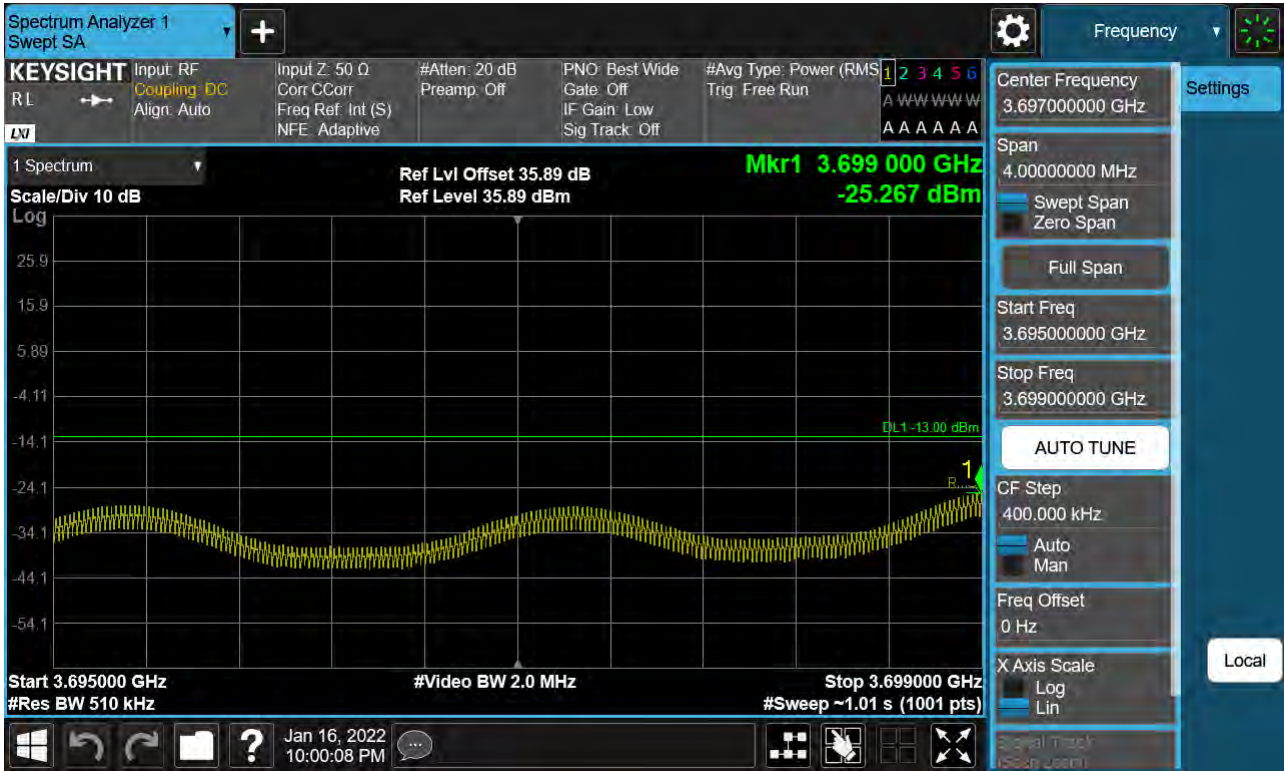 Spectrum Analyzer 1
Swept SA
+
Frequency
KEYSIGHT
RL
LXI
Input: RF
Coupling: DC
Align: Auto
Input Z: 50 Ω
Corr CCorr
Freq Ref: Int (S)
NFE: Adaptive
#Atten: 20 dB
Preamp: Off
PNO: Best Wide
Gate: Off
IF Gain: Low
Sig Track: Off
#Avg Type: Power (RMS
Trig: Free Run
1 2 3 4 5 6
A W W W W W
A A A A A A
1 Spectrum
Scale/Div 10 dB
Log
Ref Lvl Offset 35.89 dB
Ref Level 35.89 dBm
Mkr1 3.699 000 GHz
-25.267 dBm
25.9
15.9
5.89
-4.11
-14.1
-24.1
-34.1
-44.1
-54.1
DL1 -13.00 dBm
1
Start 3.695000 GHz
#Res BW 510 kHz
#Video BW 2.0 MHz
Stop 3.699000 GHz
#Sweep ~1.01 s (1001 pts)
Center Frequency
3.697000000 GHz
Settings
Span
4.00000000 MHz
Swept Span
Zero Span
Full Span
Start Freq
3.695000000 GHz
Stop Freq
3.699000000 GHz
AUTO TUNE
CF Step
400.000 kHz
Auto
Man
Freq Offset
0 Hz
X Axis Scale
Log
Lin
Signal Track
(Span Zoom)
Local
?
Jan 16, 2022
10:00:08 PM